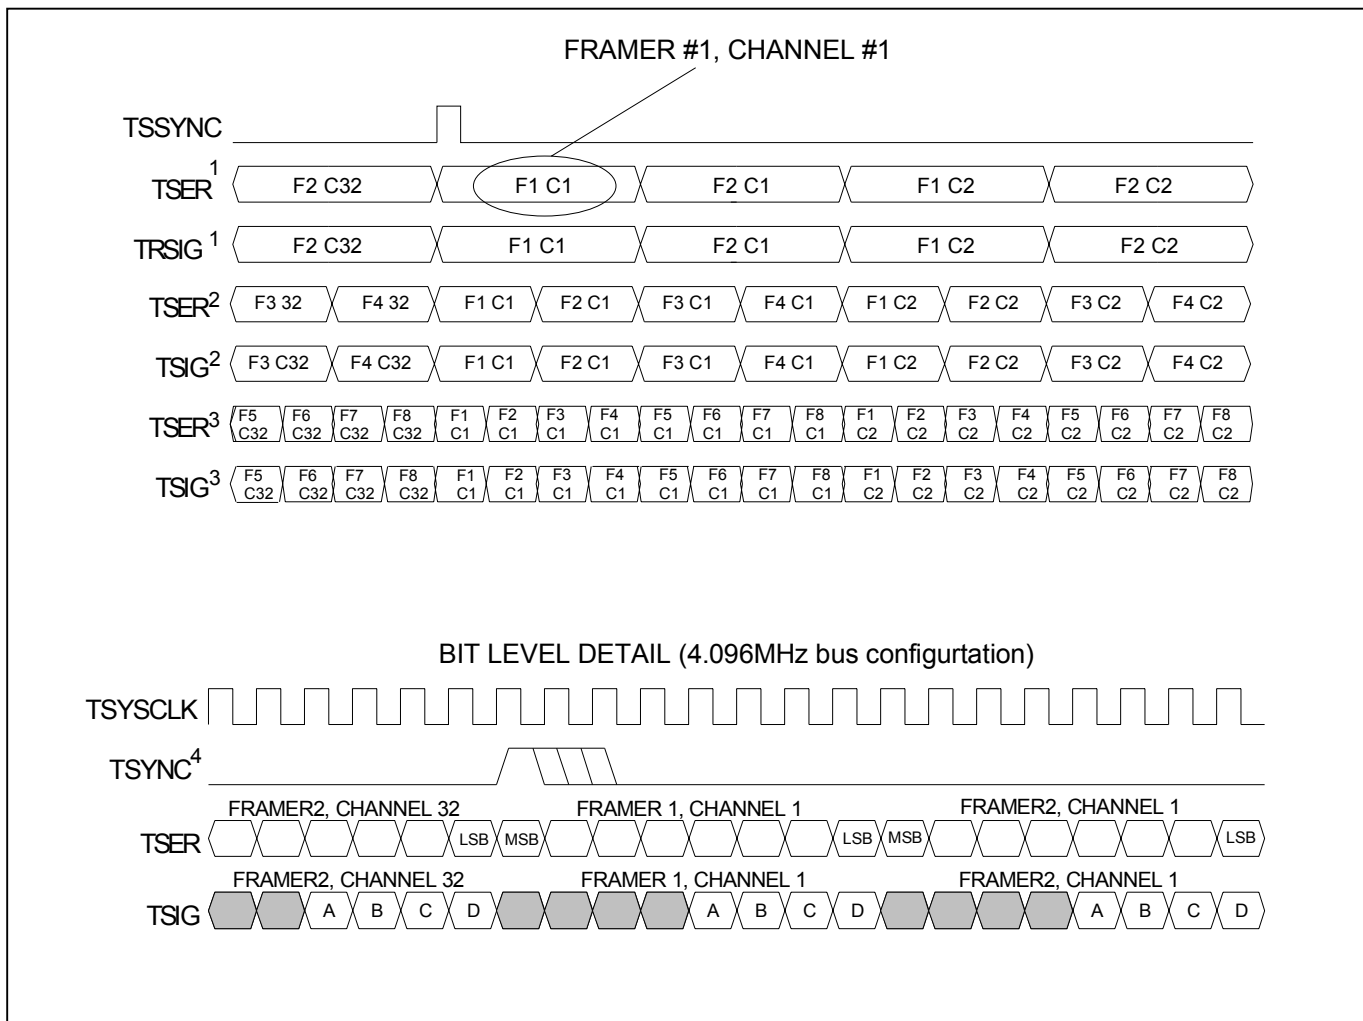 FRAMER #1, CHANNEL #1
TSSYNC
TSER1 F2 C32 F1 C1 F2 C1 F1 C2 F2 C2
TRSIG 1 F2 C32 F1 C1 F2 C1 F1 C2 F2 C2
TSER2 F3 32 F4 32 F1 C1 F2 C1 F3 C1 F4 C1 F1 C2 F2 C2 F3 C2 F4 C2
TSIG2 F3 C32 F4 C32 F1 C1 F2 C1 F3 C1 F4 C1 F1 C2 F2 C2 F3 C2 F4 C2
TSER3 F5 C32 F6 C32 F7 C32 F8 C32 F1 C1 F2 C1 F3 C1 F4 C1 F5 C1 F6 C1 F7 C1 F8 C1 F1 C2 F2 C2 F3 C2 F4 C2 F5 C2 F6 C2 F7 C2 F8 C2
TSIG3 F5 C32 F6 C32 F7 C32 F8 C32 F1 C1 F2 C1 F3 C1 F4 C1 F5 C1 F6 C1 F7 C1 F8 C1 F1 C2 F2 C2 F3 C2 F4 C2 F5 C2 F6 C2 F7 C2 F8 C2
BIT LEVEL DETAIL (4.096MHz bus configurtation)
TSYSCLK
TSYNC4
FRAMER2, CHANNEL 32 FRAMER 1, CHANNEL 1 FRAMER2, CHANNEL 1
TSER LSB MSB LSB MSB LSB
FRAMER2, CHANNEL 32 FRAMER 1, CHANNEL 1 FRAMER2, CHANNEL 1
TSIG A B C D A B C D A B C D